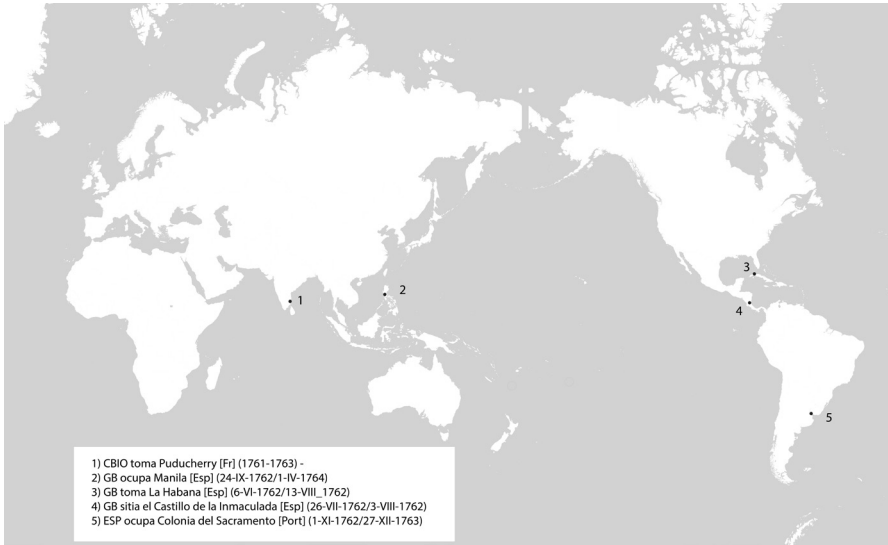 3
2
1
4
5
1) CBIO toma Puducherry [Fr] (1761-1763) -
2) GB ocupa Manila [Esp] (24-IX-1762/1-IV-1764)
3) GB toma La Habana [Esp] (6-VI-1762/13-VIII_1762)
4) GB sitia el Castillo de la Inmaculada [Esp] (26-VII-1762/3-VIII-1762)
5) ESP ocupa Colonia del Sacramento [Port] (1-XI-1762/27-XII-1763)